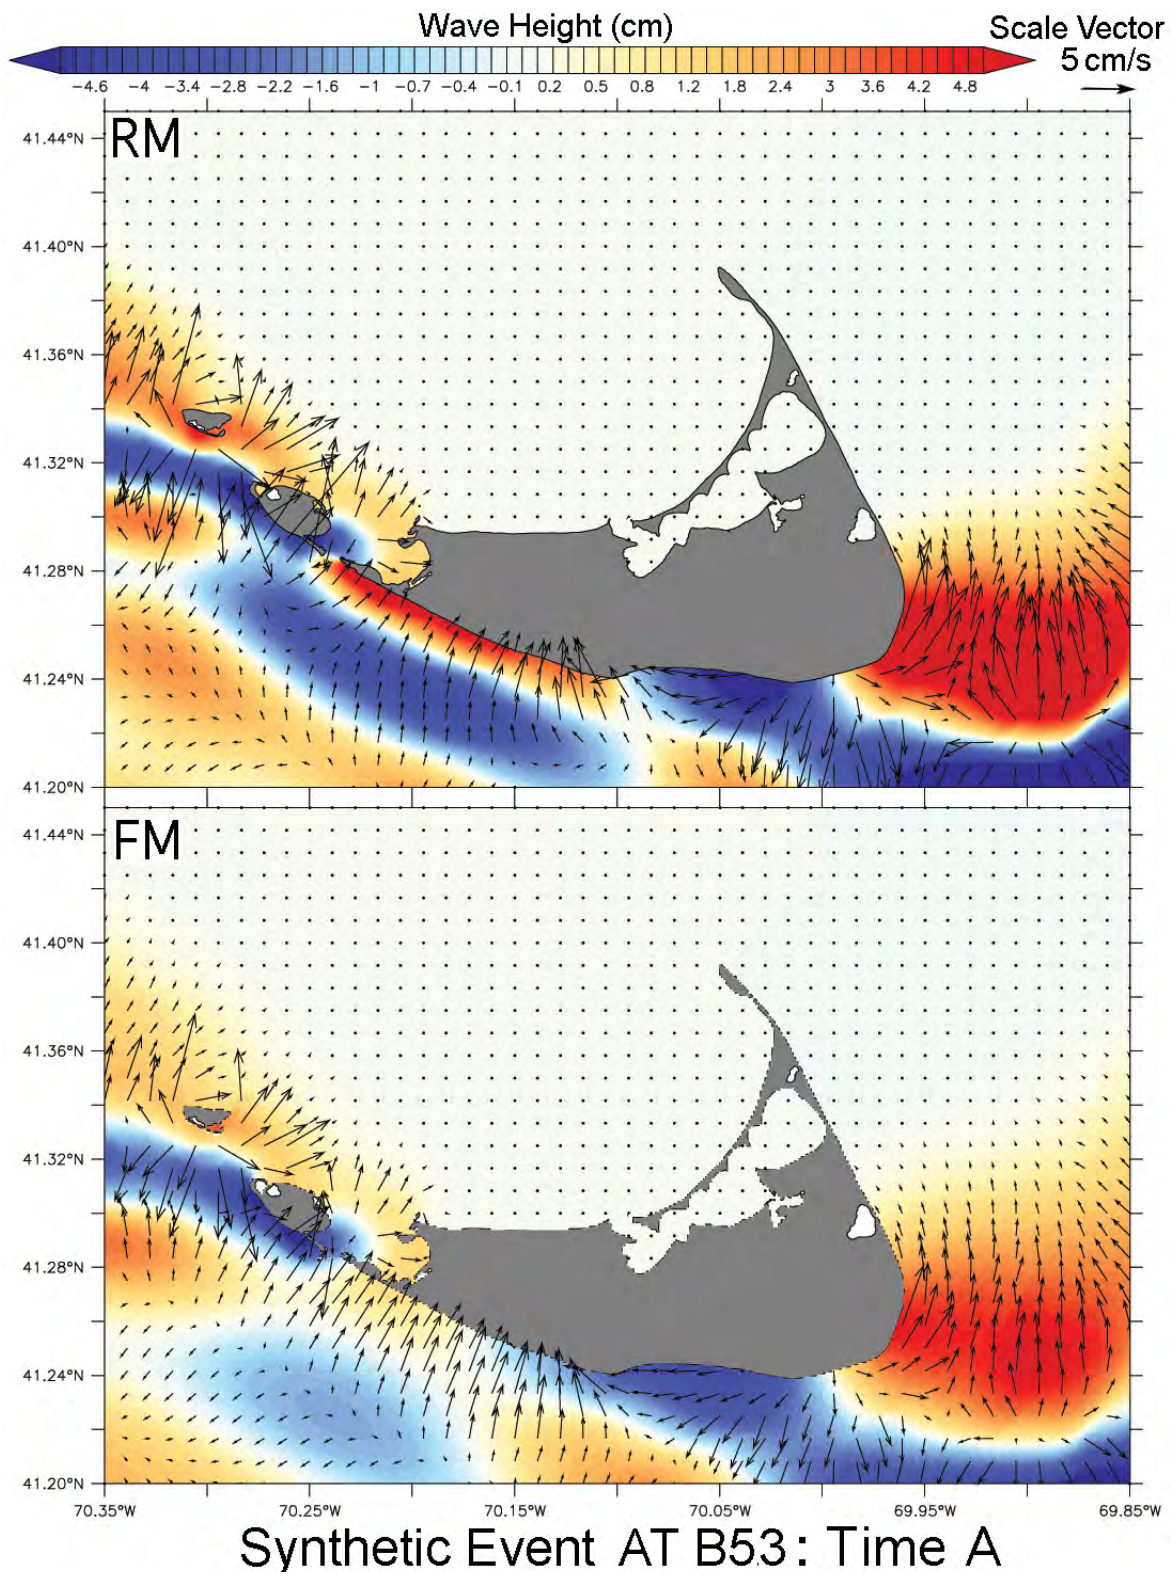 Wave Height (cm)
Scale Vector
5 cm/s
−4.6 −4 −3.4 −2.8 −2.2 −1.6 −1 −0.7 −0.4 −0.1 0.2 0.5 0.8 1.2 1.8 2.4 3 3.6 4.2 4.8
RM
41.44°N
41.40°N
41.36°N
41.32°N
41.28°N
41.24°N
41.20°N
FM
41.44°N
41.40°N
41.36°N
41.32°N
41.28°N
41.24°N
41.20°N
70.35°W 70.25°W 70.15°W 70.05°W 69.95°W 69.85°W
Synthetic Event AT B53: Time A